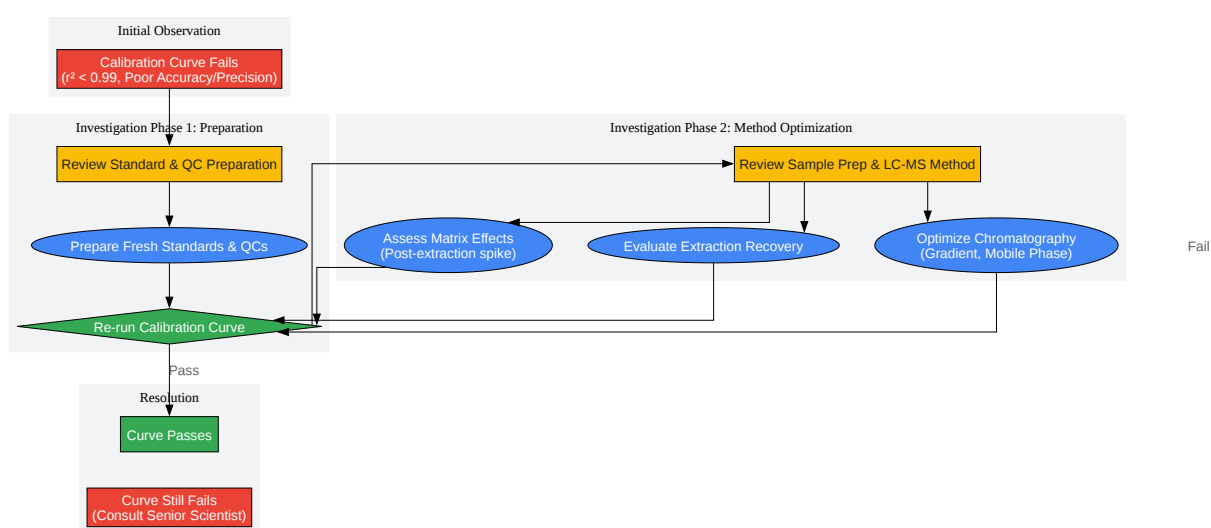 Initial Observation
Calibration Curve Fails
(r² < 0.99, Poor Accuracy/Precision)
Investigation Phase 1: Preparation
Investigation Phase 2: Method Optimization
Review Standard & QC Preparation
Review Sample Prep & LC-MS Method
Prepare Fresh Standards & QCs
Assess Matrix Effects
(Post-extraction spike)
Evaluate Extraction Recovery
Optimize Chromatography
(Gradient, Mobile Phase)
Fail
Re-run Calibration Curve
Pass
Resolution
Curve Passes
Curve Still Fails
(Consult Senior Scientist)